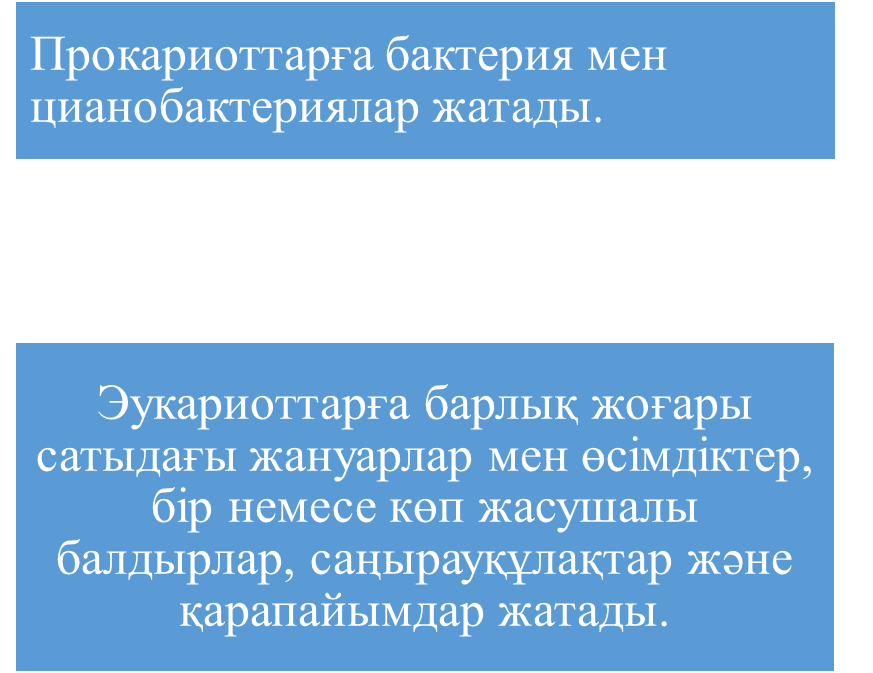 Прокариоттарға бактерия мен
цианобактериялар жатады.
Эукариоттарға барлық жоғары
сатыдағы жануарлар мен өсімдіктер,
бір немесе көп жасушалы
балдырлар, саңырауқұлақтар және
қарапайымдар жатады.